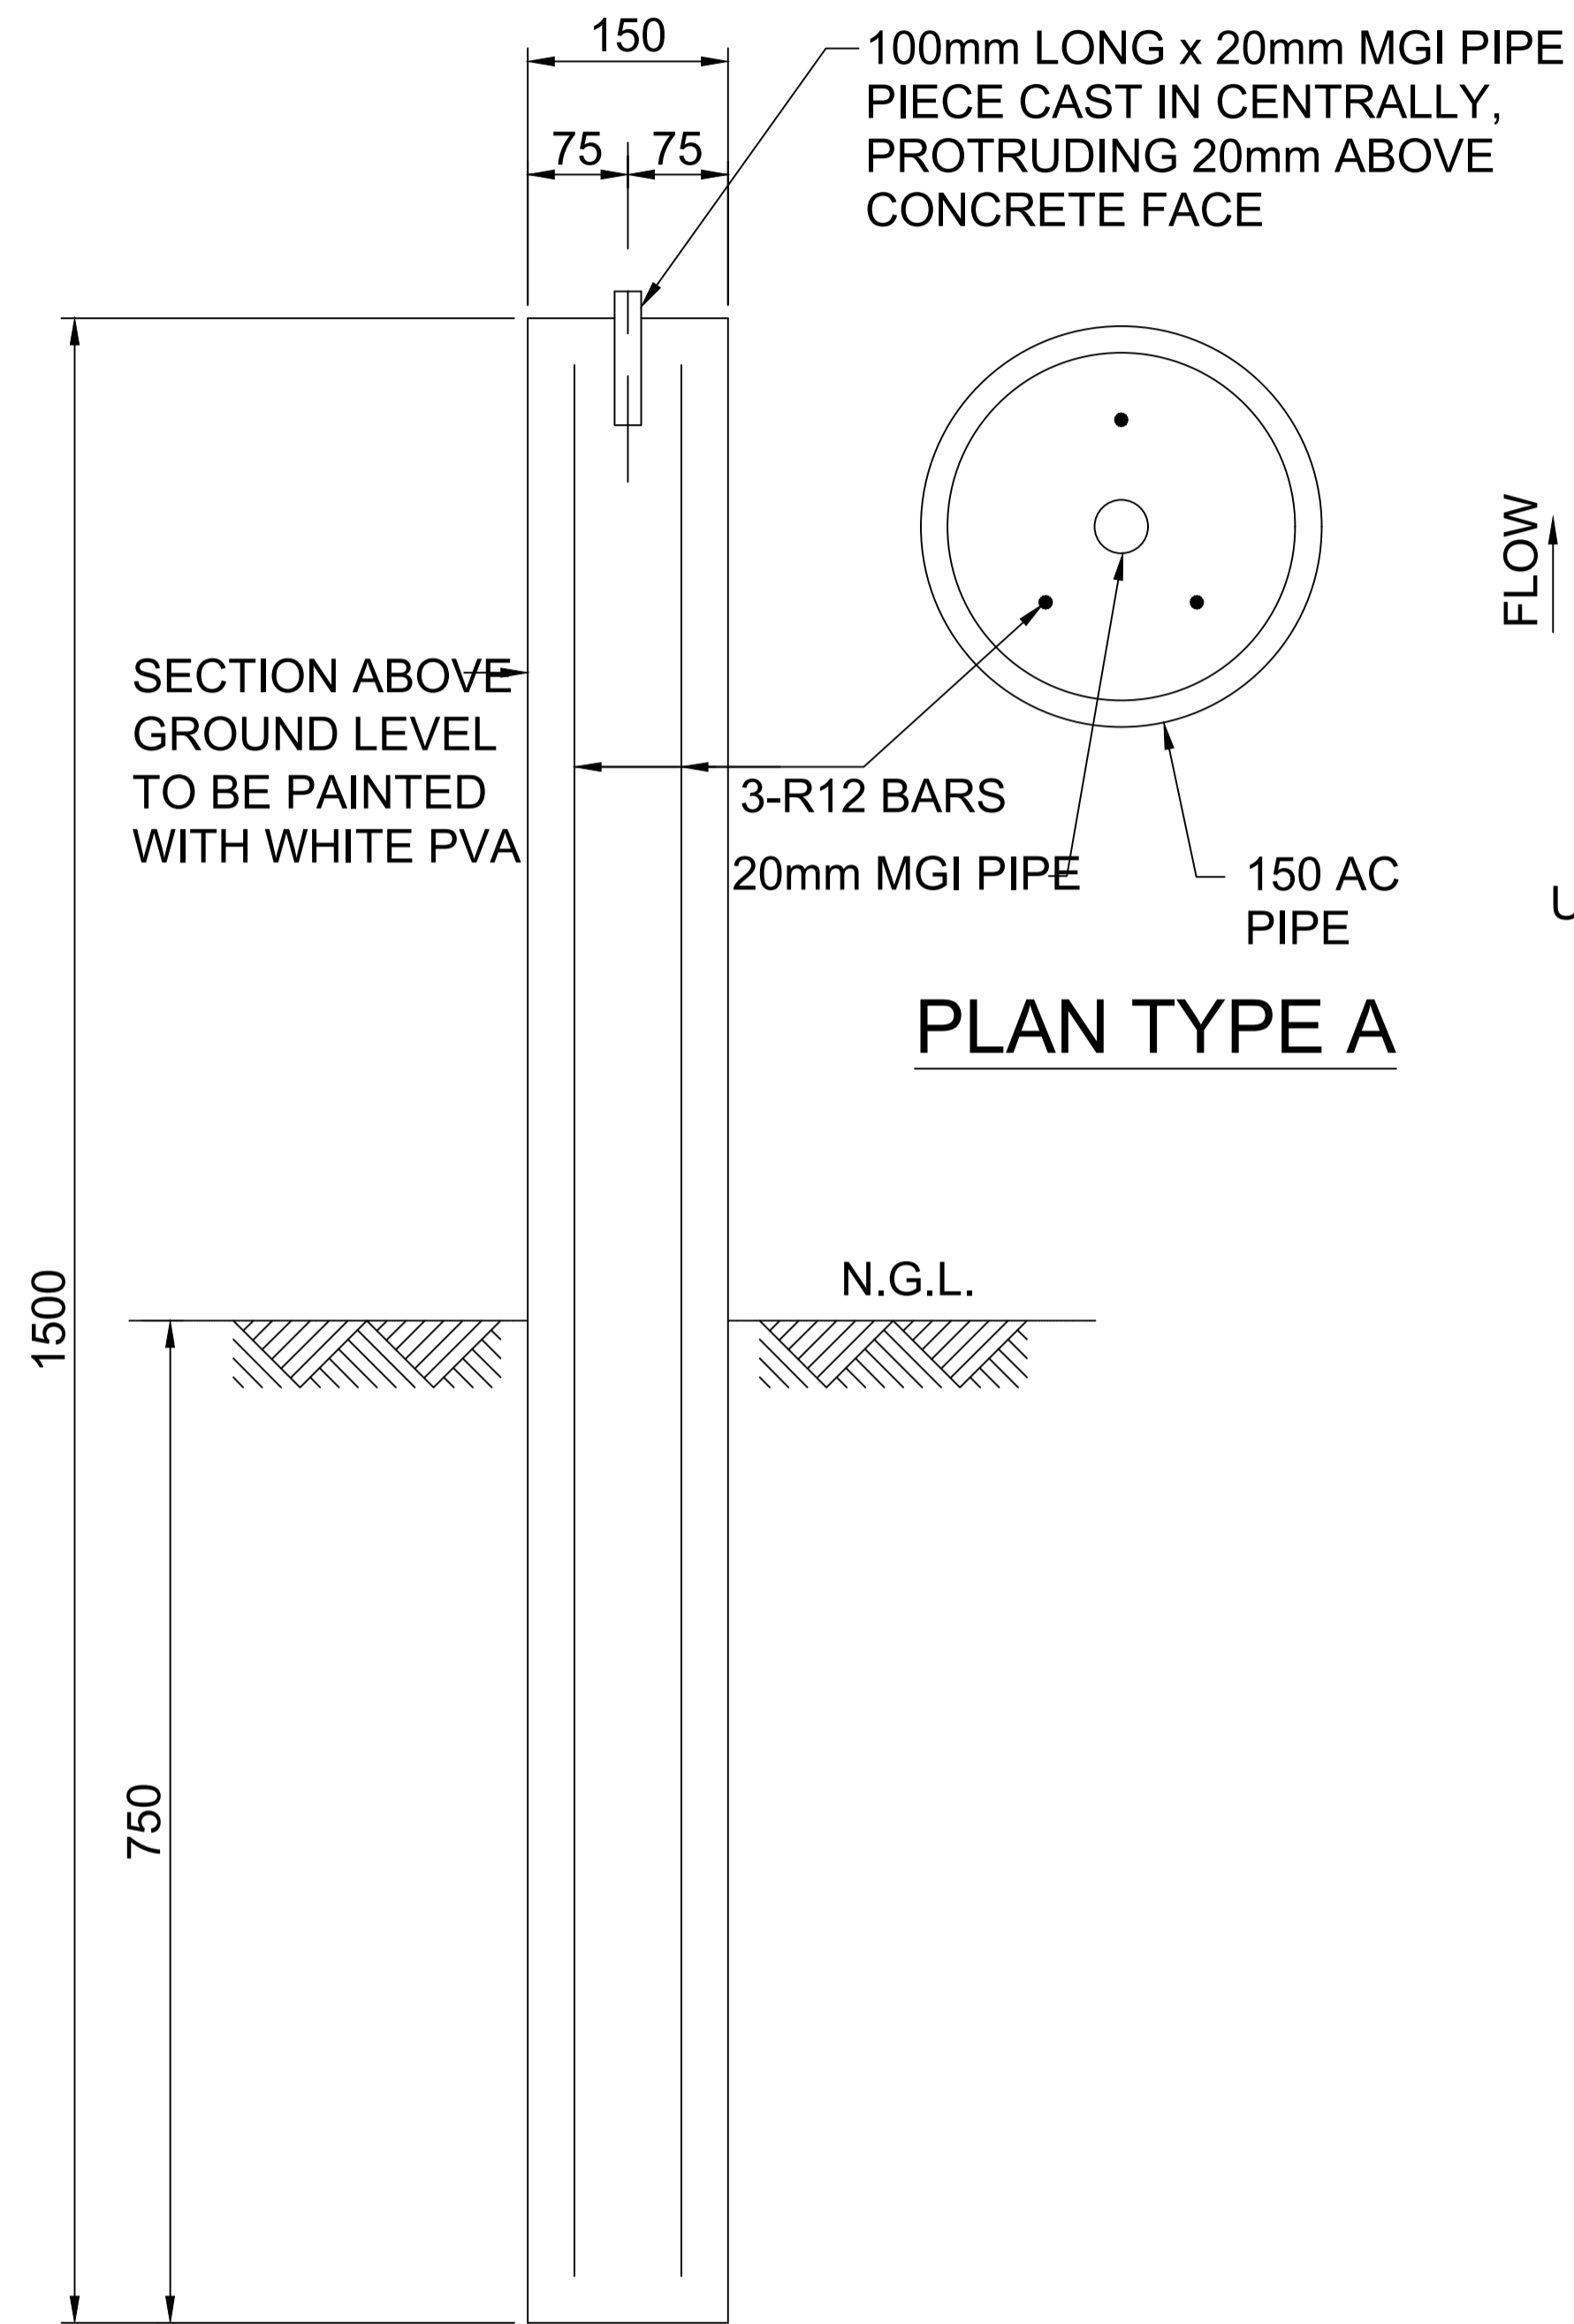 150
75
75
100mm LONG x 20mm MGI PIPE
PIECE CAST IN CENTRALLY,
PROTRUDING 20mm ABOVE
CONCRETE FACE
FLOW
SECTION ABOVE
GROUND LEVEL
TO BE PAINTED
WITH WHITE PVA
3-R12 BARS
20mm MGI PIPE
150 AC
PIPE
U
PLAN TYPE A
N.G.L.
1500
750